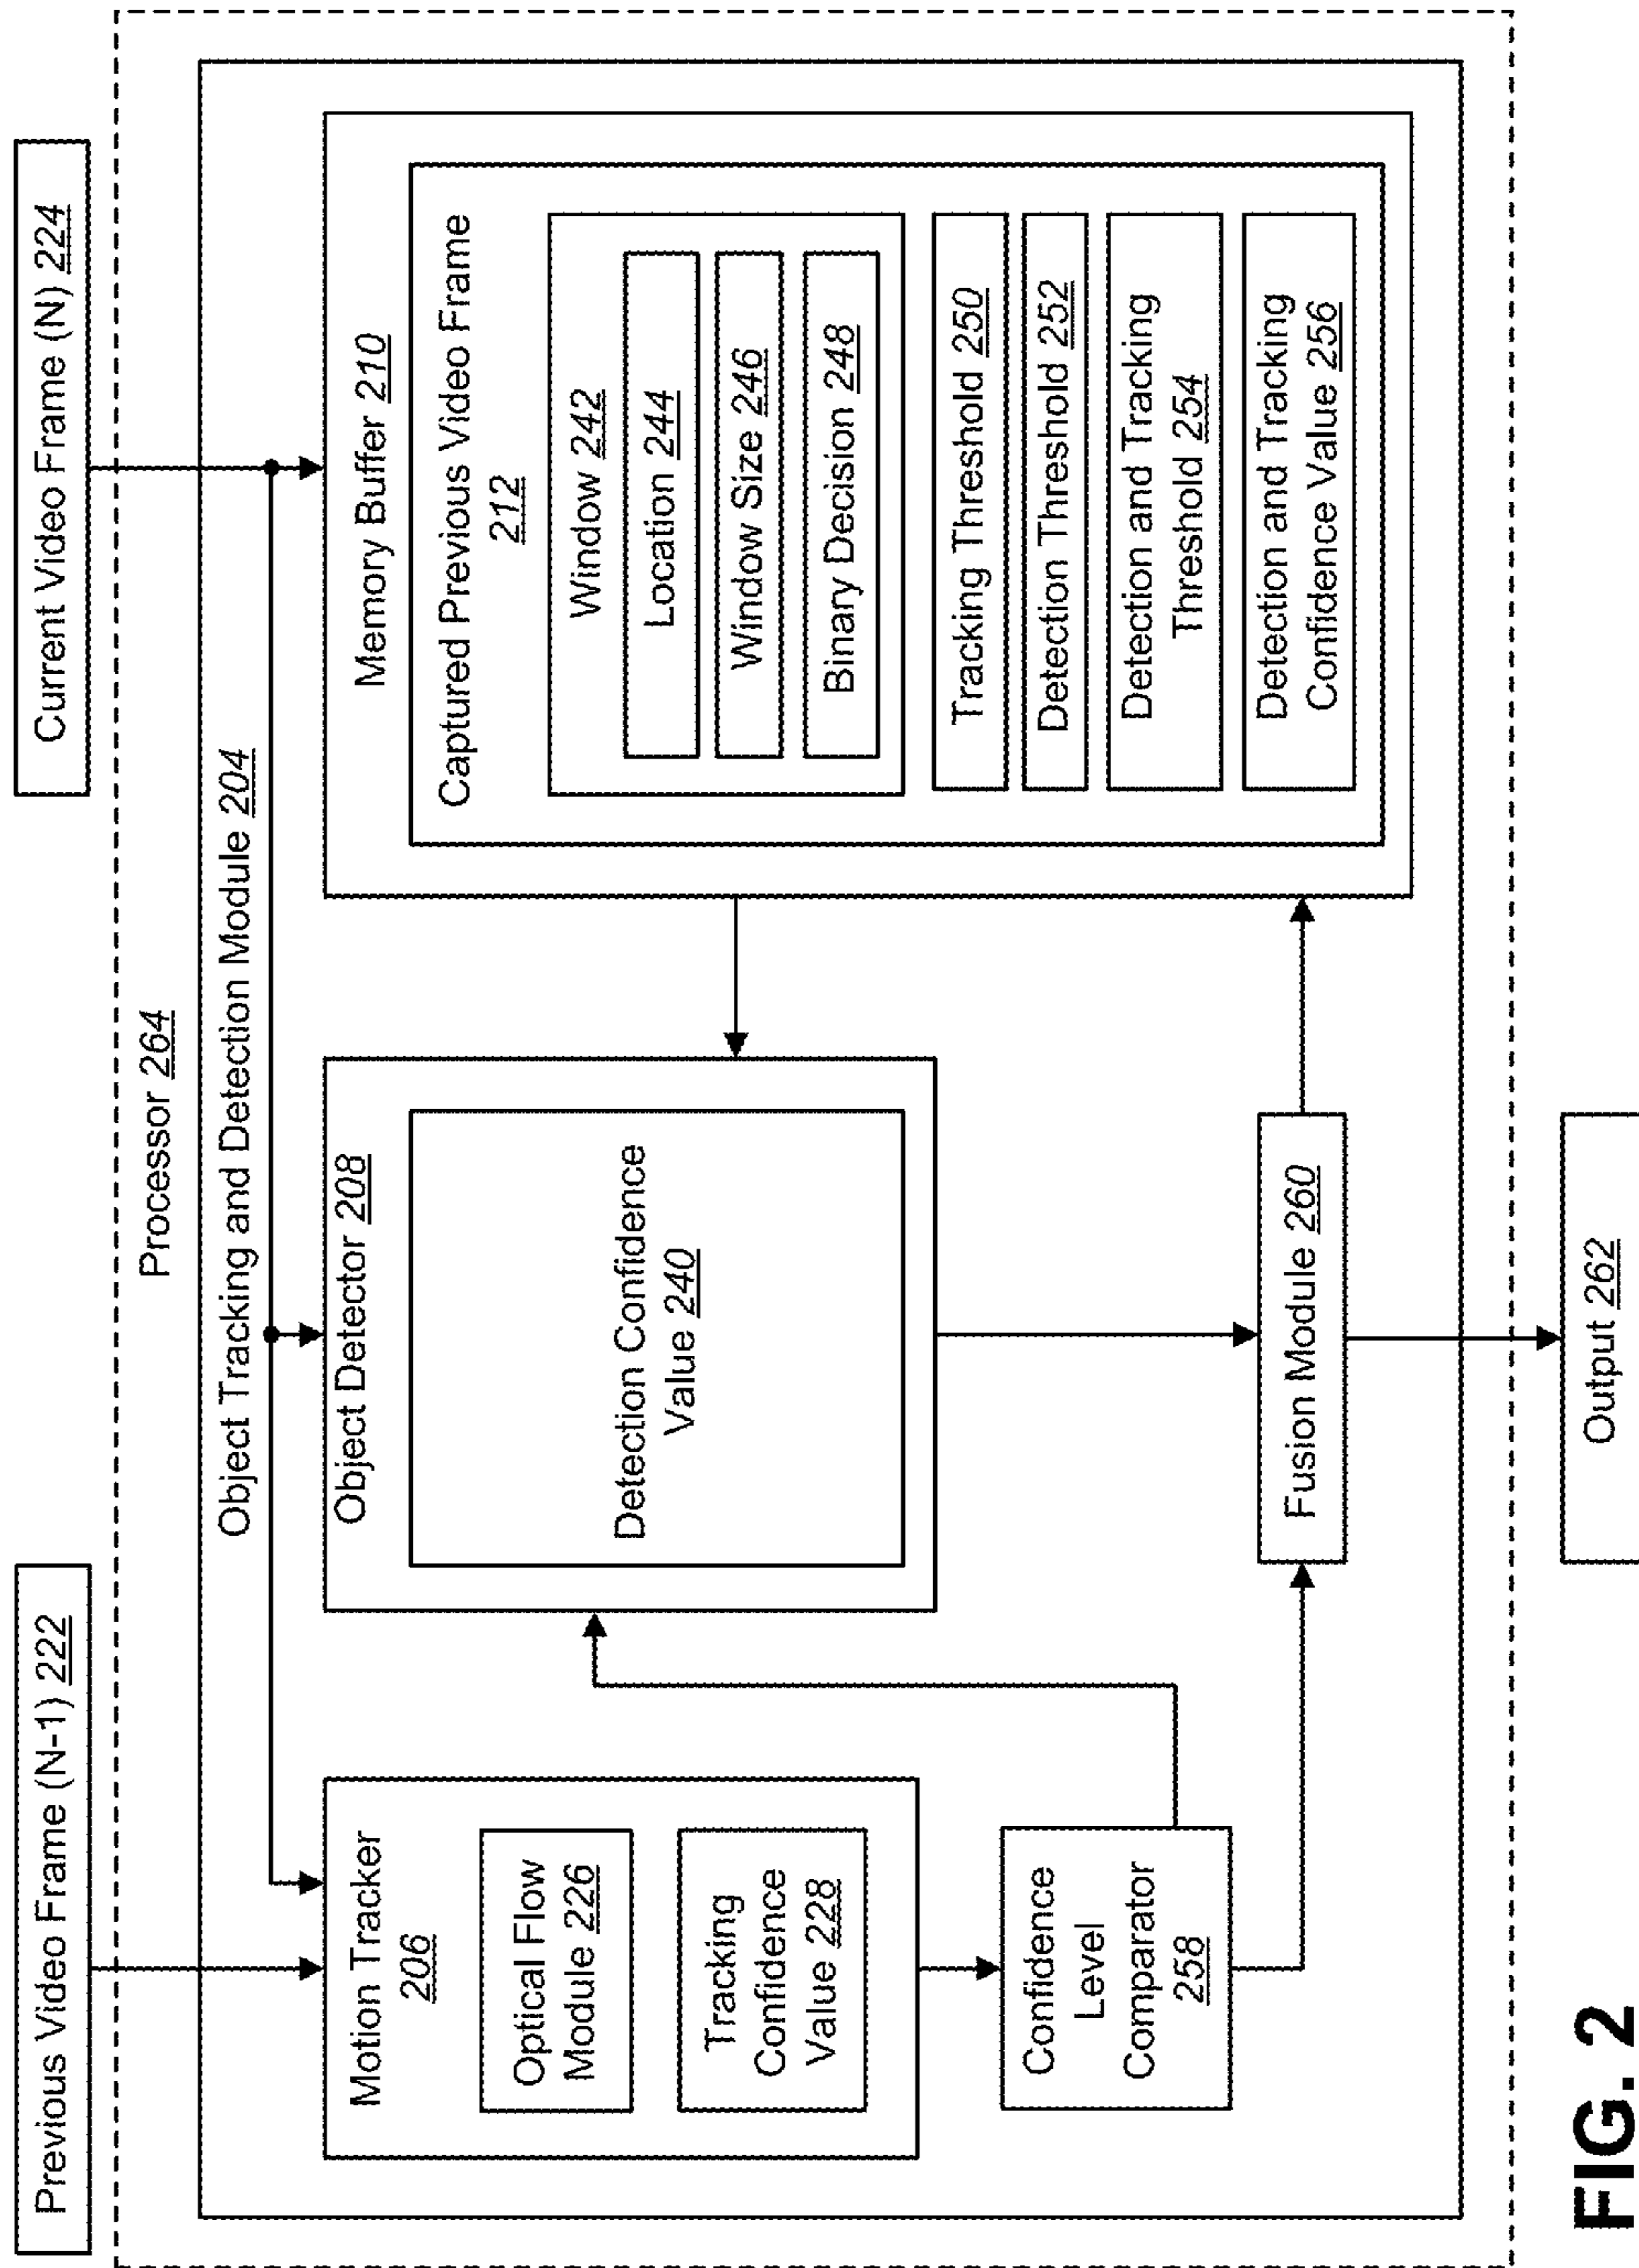 Previous Video Frame (N-1) 222
Current Video Frame (N) 224
Processor 264
Object Tracking and Detection Module 204
Motion Tracker
206
Optical Flow
Module 226
Tracking
Confidence
Value 228
Confidence
Level
Comparator
258
Object Detector 208
Detection Confidence
Value 240
Memory Buffer 210
Captured Previous Video Frame
212
Window 242
Location 244
Window Size 246
Binary Decision 248
Tracking Threshold 250
Detection Threshold 252
Detection and Tracking
Threshold 254
Detection and Tracking
Confidence Value 256
Fusion Module 260
Output 262
FIG. 2